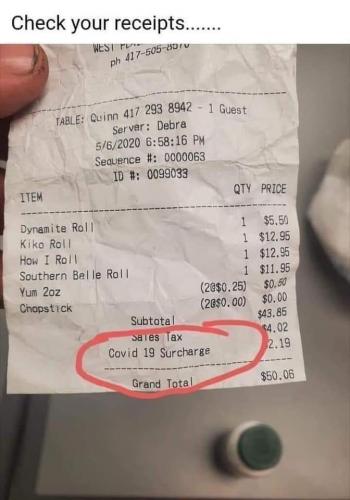 Check your receipts.......
WEST
ph 417-505-
TABLE: Quinn 417 293 8942 - 1 Guest
Server: Debra
5/6/2020 6:58:16 PM
Sequence #: 0000063
ID #: 0099033
ITEM QTY PRICE
Dynamite Roll 1 $5.50
Kiko Roll 1 $12.95
How I Roll 1 $12.95
Southern Belle Roll 1 $11.95
Yum 2oz (2@$0.25) $0.50
Chopstick (2@$0.00) $0.00
Subtotal $43.85
Sales Tax $4.02
Covid 19 Surcharge 2.19
Grand Total $50.06